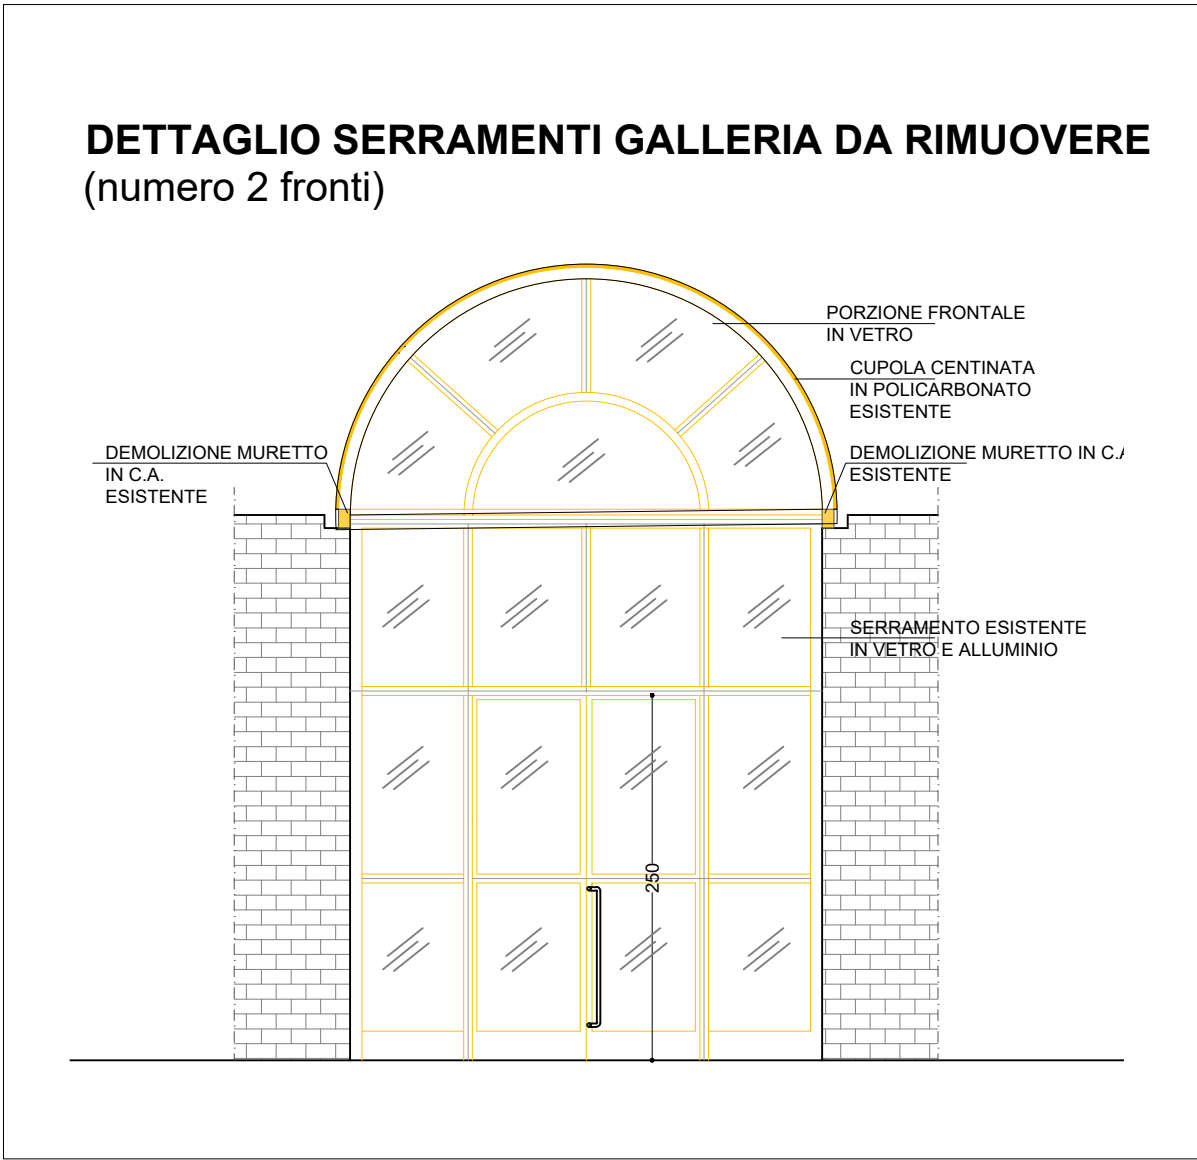 DETTAGLIO SERRAMENTI GALLERIA DA RIMUOVERE
(numero 2 fronti)
PORZIONE FRONTALE
IN VETRO
CUPOLA CENTINATA
IN POLICARBONATO
ESISTENTE
DEMOLIZIONE MURETTO
IN C.A.
ESISTENTE
DEMOLIZIONE MURETTO IN C.A
ESISTENTE
SERRAMENTO ESISTENTE
IN VETRO E ALLUMINIO
250